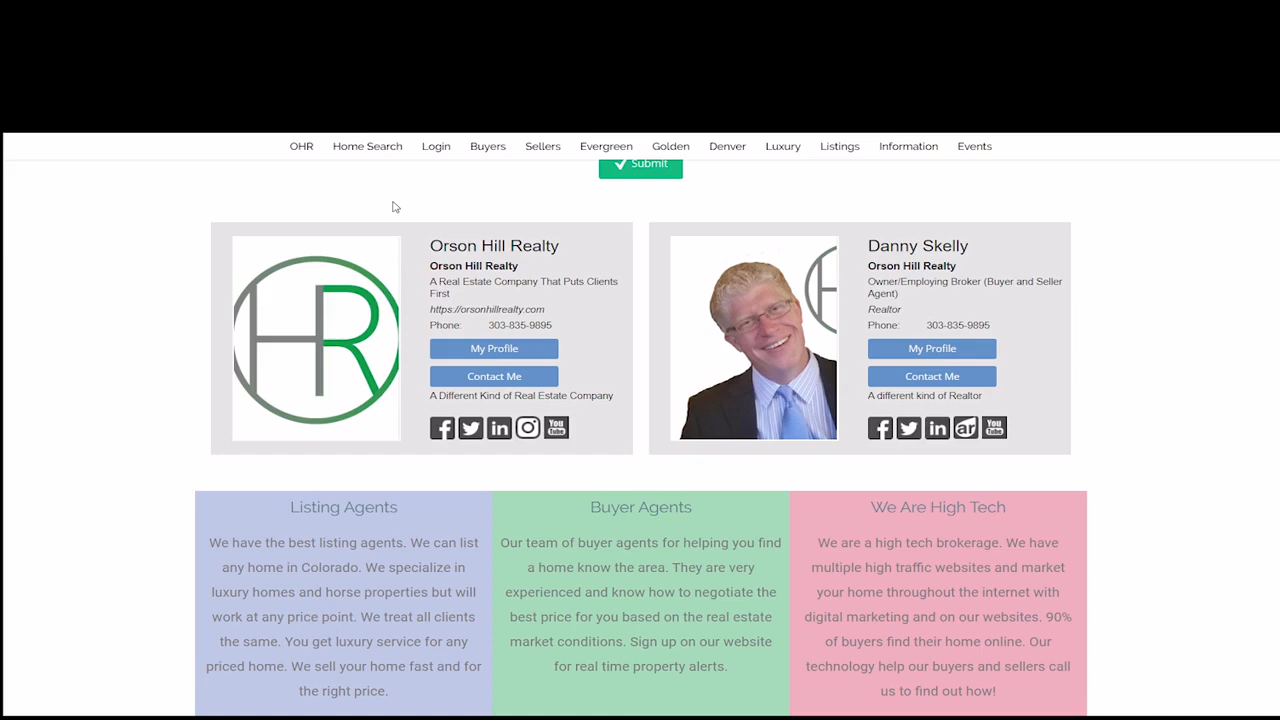 OHR Home Search Login Buyers Sellers Evergreen Golden Denver Luxury Listings Information Events
Submit
HR
Orson Hill Realty
Orson Hill Realty
A Real Estate Company That Puts Clients
First
https://orsonhillrealty.com
Phone: 303-835-9895
My Profile
Contact Me
A Different Kind of Real Estate Company
You
Tube
Danny Skelly
Orson Hill Realty
Owner/Employing Broker (Buyer and Seller
Agent)
Realtor
Phone: 303-835-9895
My Profile
Contact Me
A different kind of Realtor
ar
You
Tube
Listing Agents
We have the best listing agents. We can list
any home in Colorado. We specialize in
luxury homes and horse properties but will
work at any price point. We treat all clients
the same. You get luxury service for any
priced home. We sell your home fast and for
the right price.
Buyer Agents
Our team of buyer agents for helping you find
a home know the area. They are very
experienced and know how to negotiate the
best price for you based on the real estate
market conditions. Sign up on our website
for real time property alerts.
We Are High Tech
We are a high tech brokerage. We have
multiple high traffic websites and market
your home throughout the internet with
digital marketing and on our websites. 90%
of buyers find their home online. Our
technology help our buyers and sellers call
us to find out how!